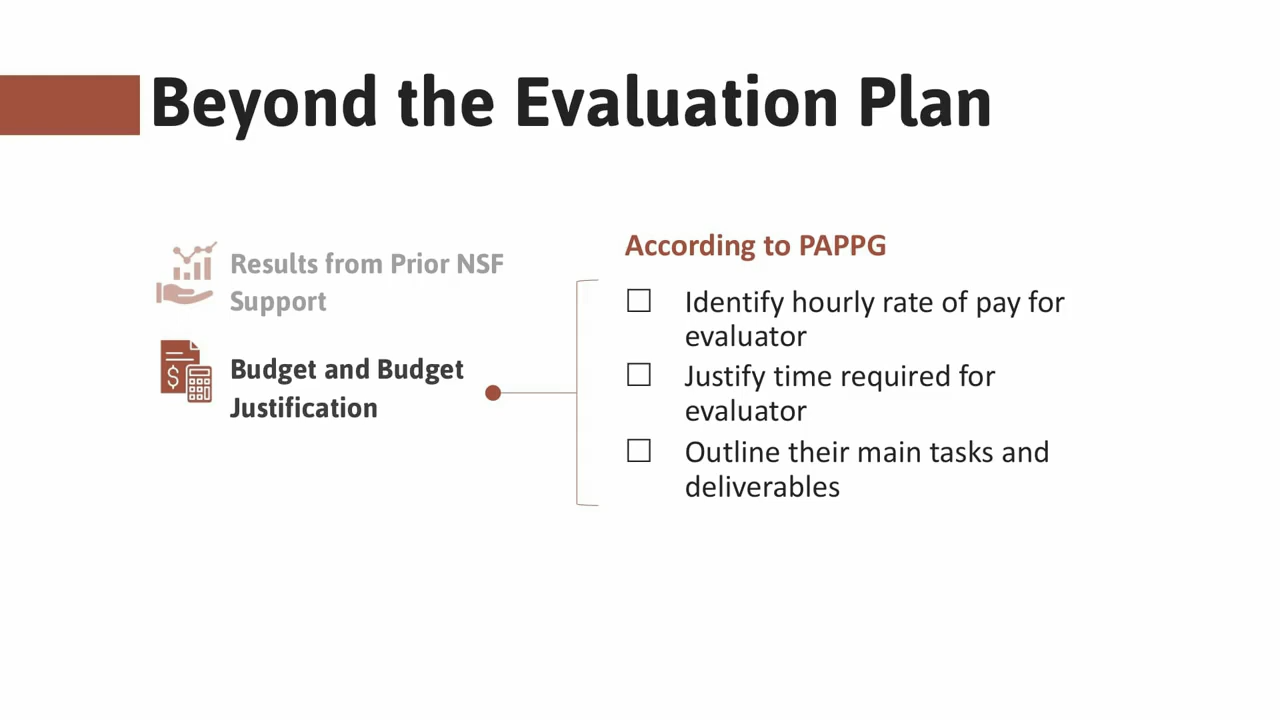 Beyond the Evaluation Plan
Results from Prior NSF
Support
Budget and Budget
Justification
According to PAPPG
☐ Identify hourly rate of pay for
evaluator
☐ Justify time required for
evaluator
☐ Outline their main tasks and
deliverables